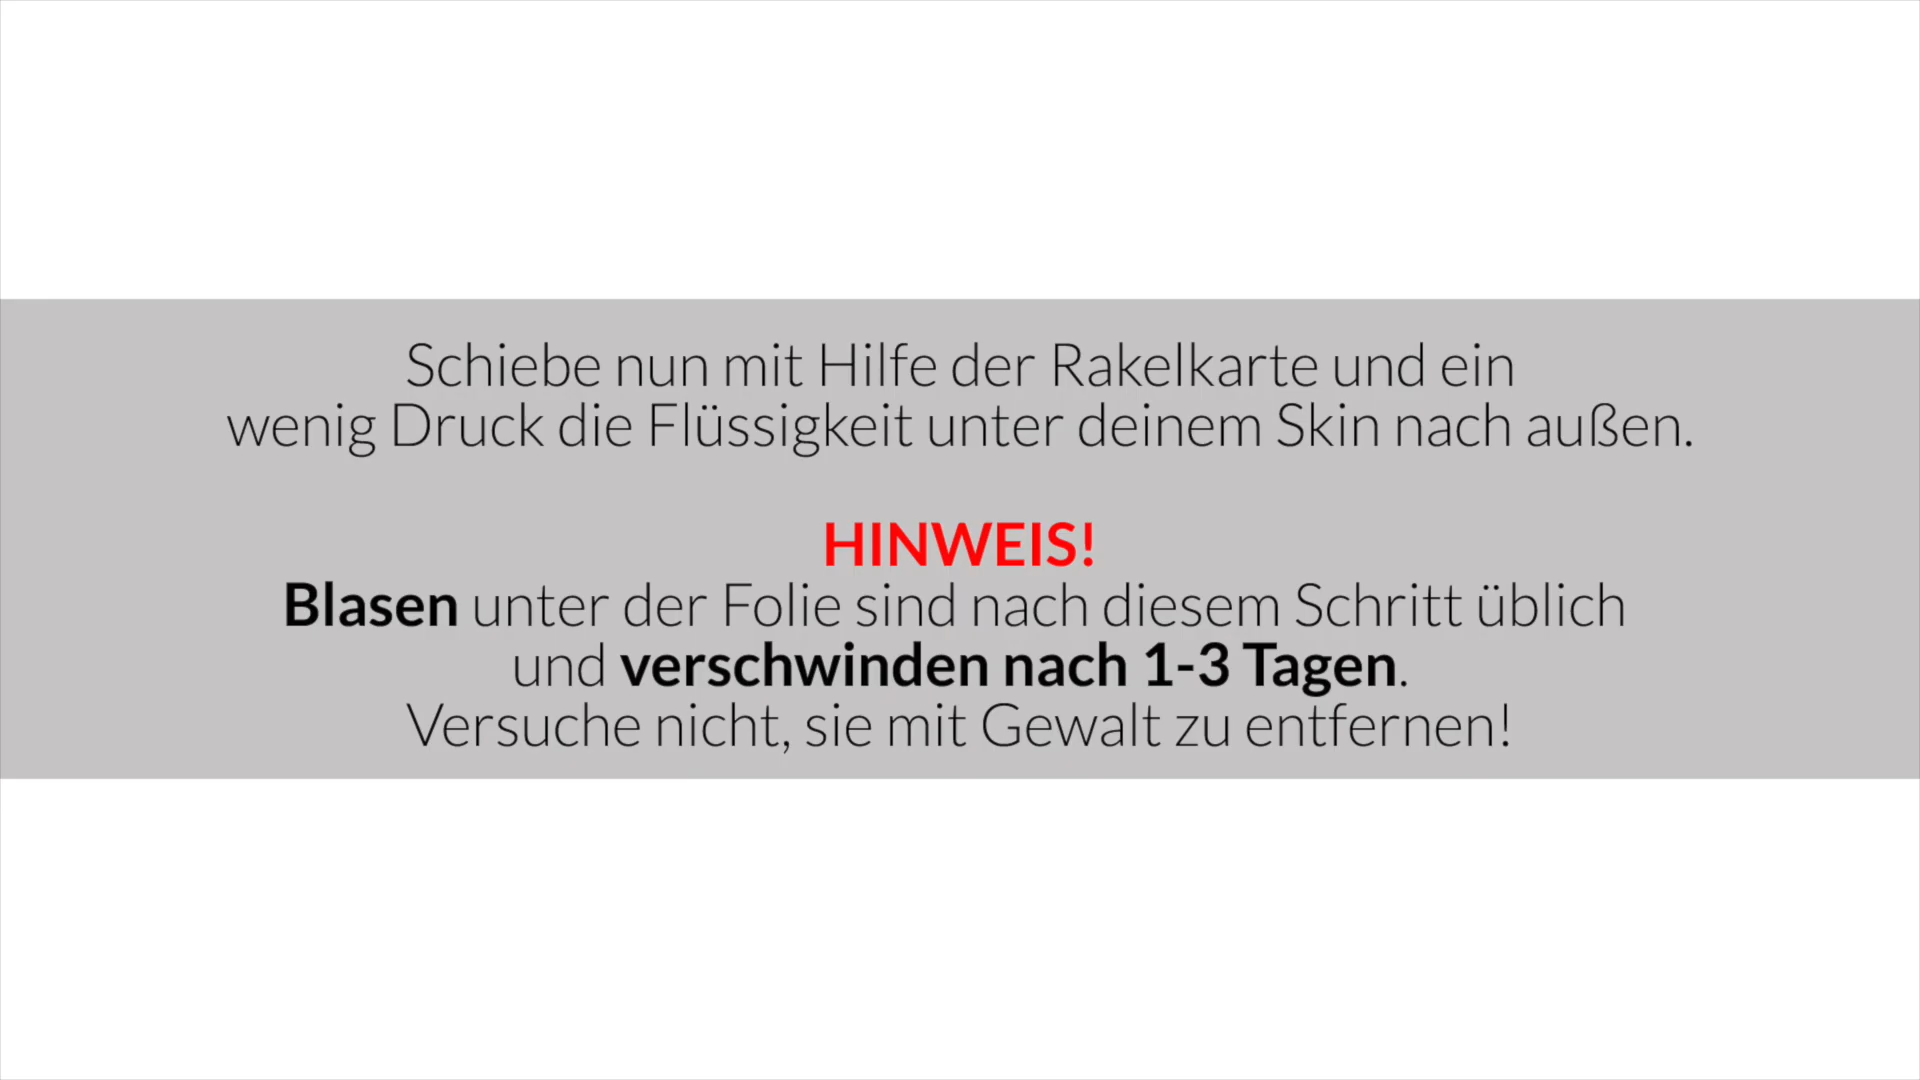 Schiebe nun mit Hilfe der Rakelkarte und ein
wenig Druck die Flüssigkeit unter deinem Skin nach außen.
HINWEIS!
Blasen unter der Folie sind nach diesem Schritt üblich
und verschwinden nach 1-3 Tagen.
Versuche nicht, sie mit Gewalt zu entfernen!